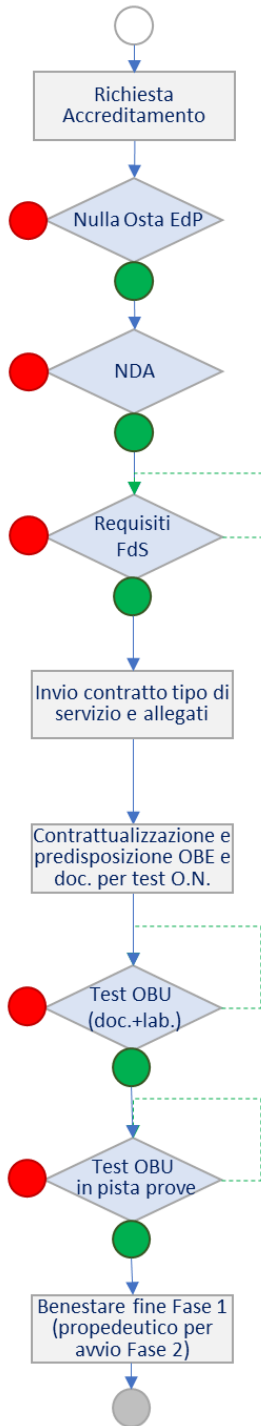 Richiesta
Accreditamento
Nulla Osta EdP
NDA
Requisiti
FdS
Invio contratto tipo di
servizio e allegati
Contrattualizzazione e
predisposizione OBE e
doc. per test O.N.
Test OBU
(doc.+lab.)
Test OBU
in pista prove
Benestare fine Fase 1
(propedeutico per
avvio Fase 2)